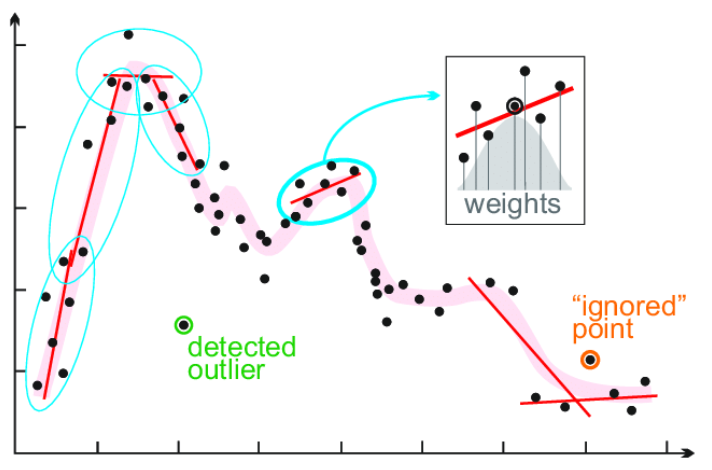 weights
“ignored”
point
detected
outlier